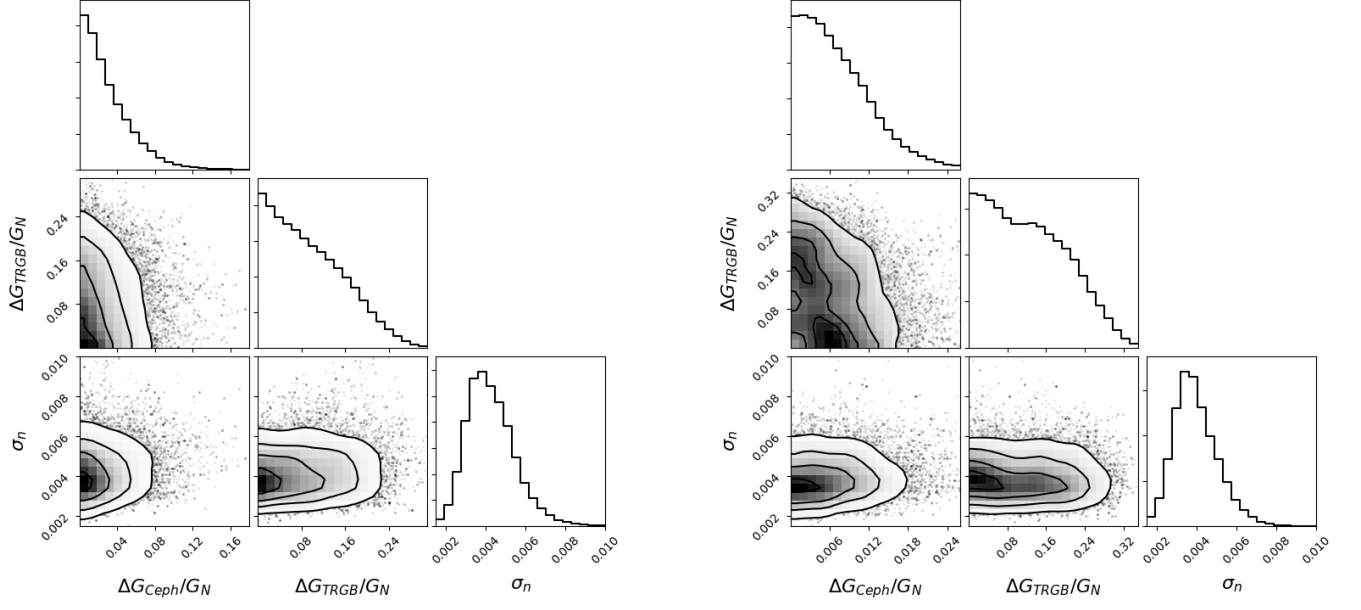 ΔG_TRGB/G_N
0.24
0.16
0.08
σ_n
0.010
0.008
0.006
0.004
0.002
0.04 0.08 0.12 0.16
ΔG_Ceph/G_N
0.08 0.16 0.24
ΔG_TRGB/G_N
0.002 0.004 0.006 0.008 0.010
σ_n
ΔG_TRGB/G_N
0.32
0.24
0.16
0.08
σ_n
0.010
0.008
0.006
0.004
0.002
0.006 0.012 0.018 0.024
ΔG_Ceph/G_N
0.08 0.16 0.24 0.32
ΔG_TRGB/G_N
0.002 0.004 0.006 0.008 0.010
σ_n